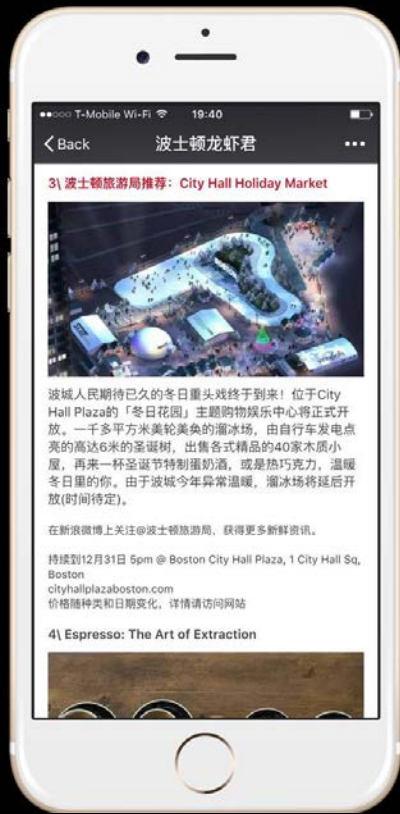 T-Mobile Wi-Fi 19:40
Back 波士顿龙虾君
3\ 波士顿旅游局推荐：City Hall Holiday Market
波城人民期待已久的冬日重头戏终于到来！位于City
Hall Plaza的「冬日花园」主题购物娱乐中心将正式开
放。一千多平方米美轮美奂的溜冰场，由自行车发电点
亮的高达6米的圣诞树，出售各式精品的40家木质小
屋，再来一杯圣诞节特制蛋奶酒，或是热巧克力，温暖
冬日里的你。由于波城今年异常温暖，溜冰场将延后开
放(时间待定)。
在新浪微博上关注@波士顿旅游局，获得更多新鲜资讯。
持续到12月31日 5pm @ Boston City Hall Plaza, 1 City Hall Sq,
Boston
cityhallplazaboston.com
价格随种类和日期变化，详情请访问网站
4\ Espresso: The Art of Extraction